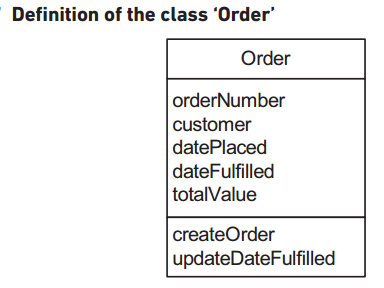 Definition of the class ‘Order’
Order
orderNumber
customer
datePlaced
dateFulfilled
totalValue
createOrder
updateDateFulfilled